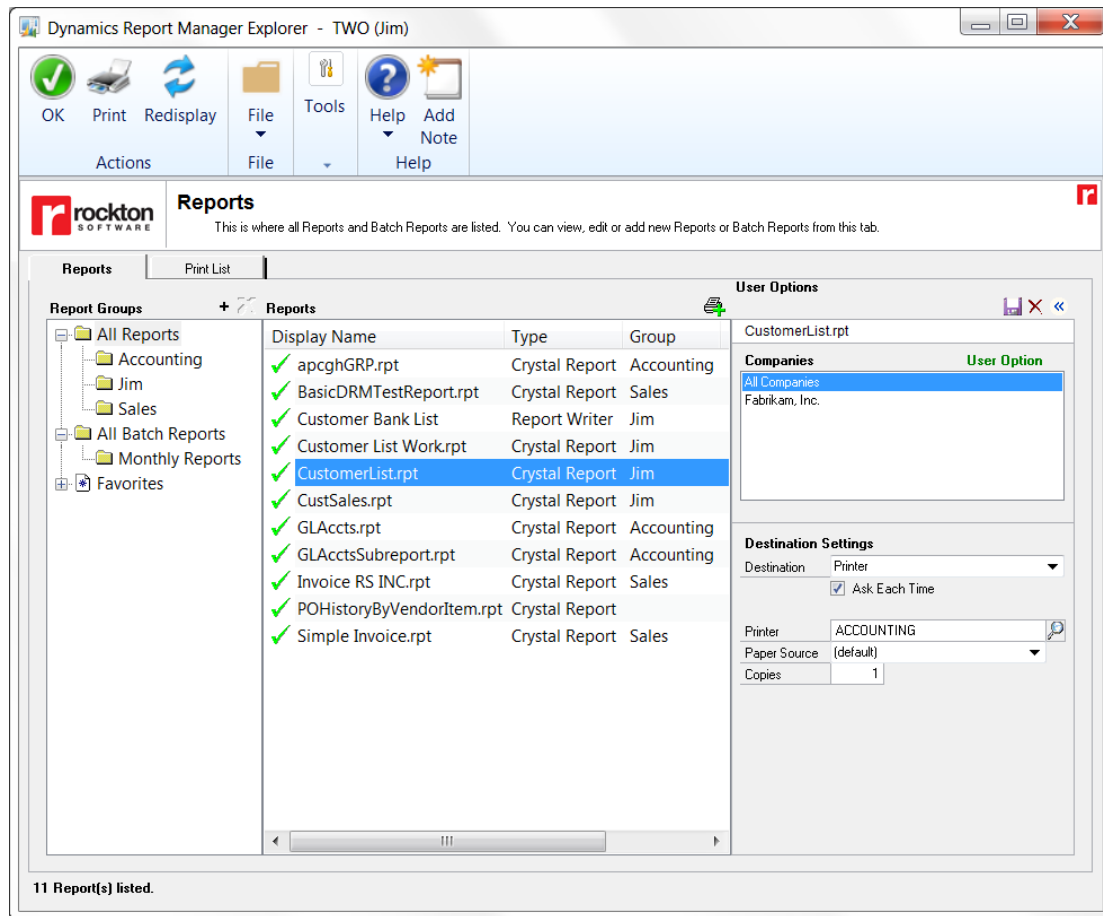 Dynamics Report Manager Explorer - TWO (Jim)
OK Print Redisplay File Tools Help Add Note
Actions File Help
rockton
SOFTWARE
Reports
This is where all Reports and Batch Reports are listed. You can view, edit or add new Reports or Batch Reports from this tab.
Reports Print List
Report Groups
All Reports
Accounting
Jim
Sales
All Batch Reports
Monthly Reports
Favorites
Reports
Display Name Type Group
apcghGRP.rpt Crystal Report Accounting
BasicDRMTestReport.rpt Crystal Report Sales
Customer Bank List Report Writer Jim
Customer List Work.rpt Crystal Report Jim
CustomerList.rpt Crystal Report Jim
CustSales.rpt Crystal Report Jim
GLAccts.rpt Crystal Report Accounting
GLAcctsSubreport.rpt Crystal Report Accounting
Invoice RS INC.rpt Crystal Report Sales
POHistoryByVendorItem.rpt Crystal Report
Simple Invoice.rpt Crystal Report Sales
User Options
CustomerList.rpt
Companies User Option
All Companies
Fabrikam, Inc.
Destination Settings
Destination Printer
Ask Each Time
Printer ACCOUNTING
Paper Source (default)
Copies 1
11 Report(s) listed.